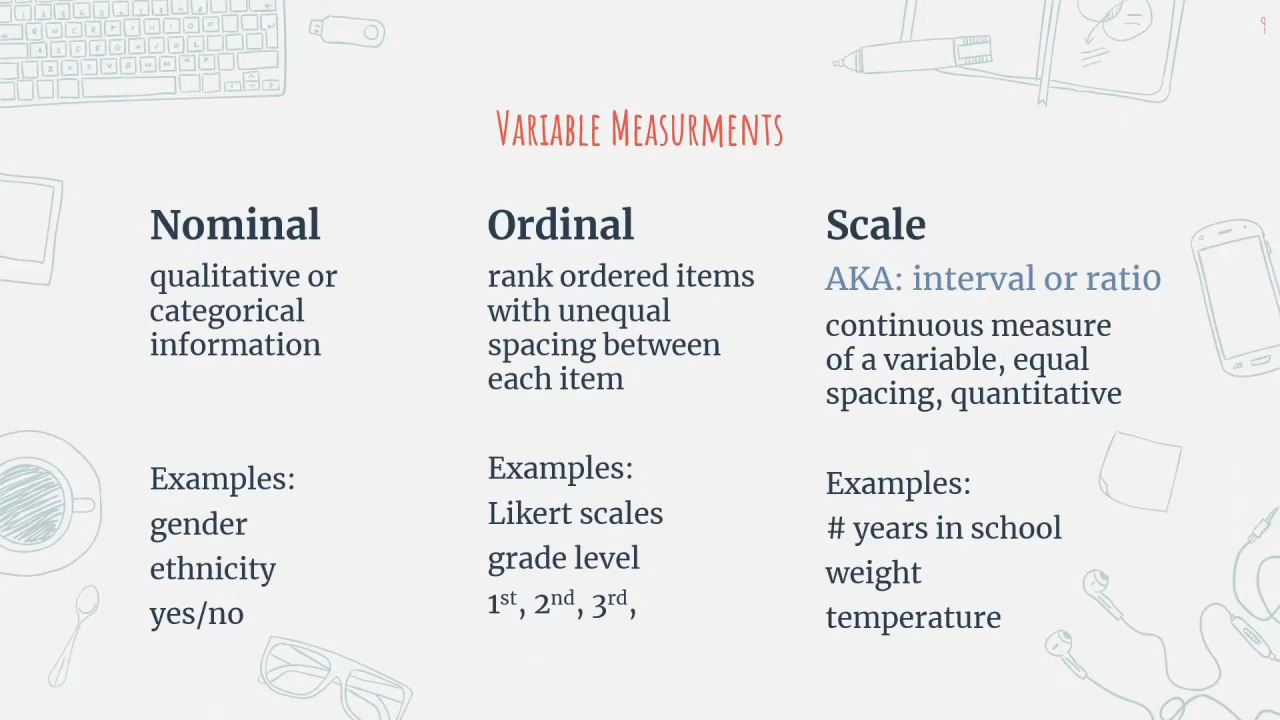 9
Variable Measurments
Nominal
qualitative or
categorical
information
Examples:
gender
ethnicity
yes/no
Ordinal
rank ordered items
with unequal
spacing between
each item
Examples:
Likert scales
grade level
1st, 2nd, 3rd,
Scale
AKA: interval or rati0
continuous measure
of a variable, equal
spacing, quantitative
Examples:
# years in school
weight
temperature